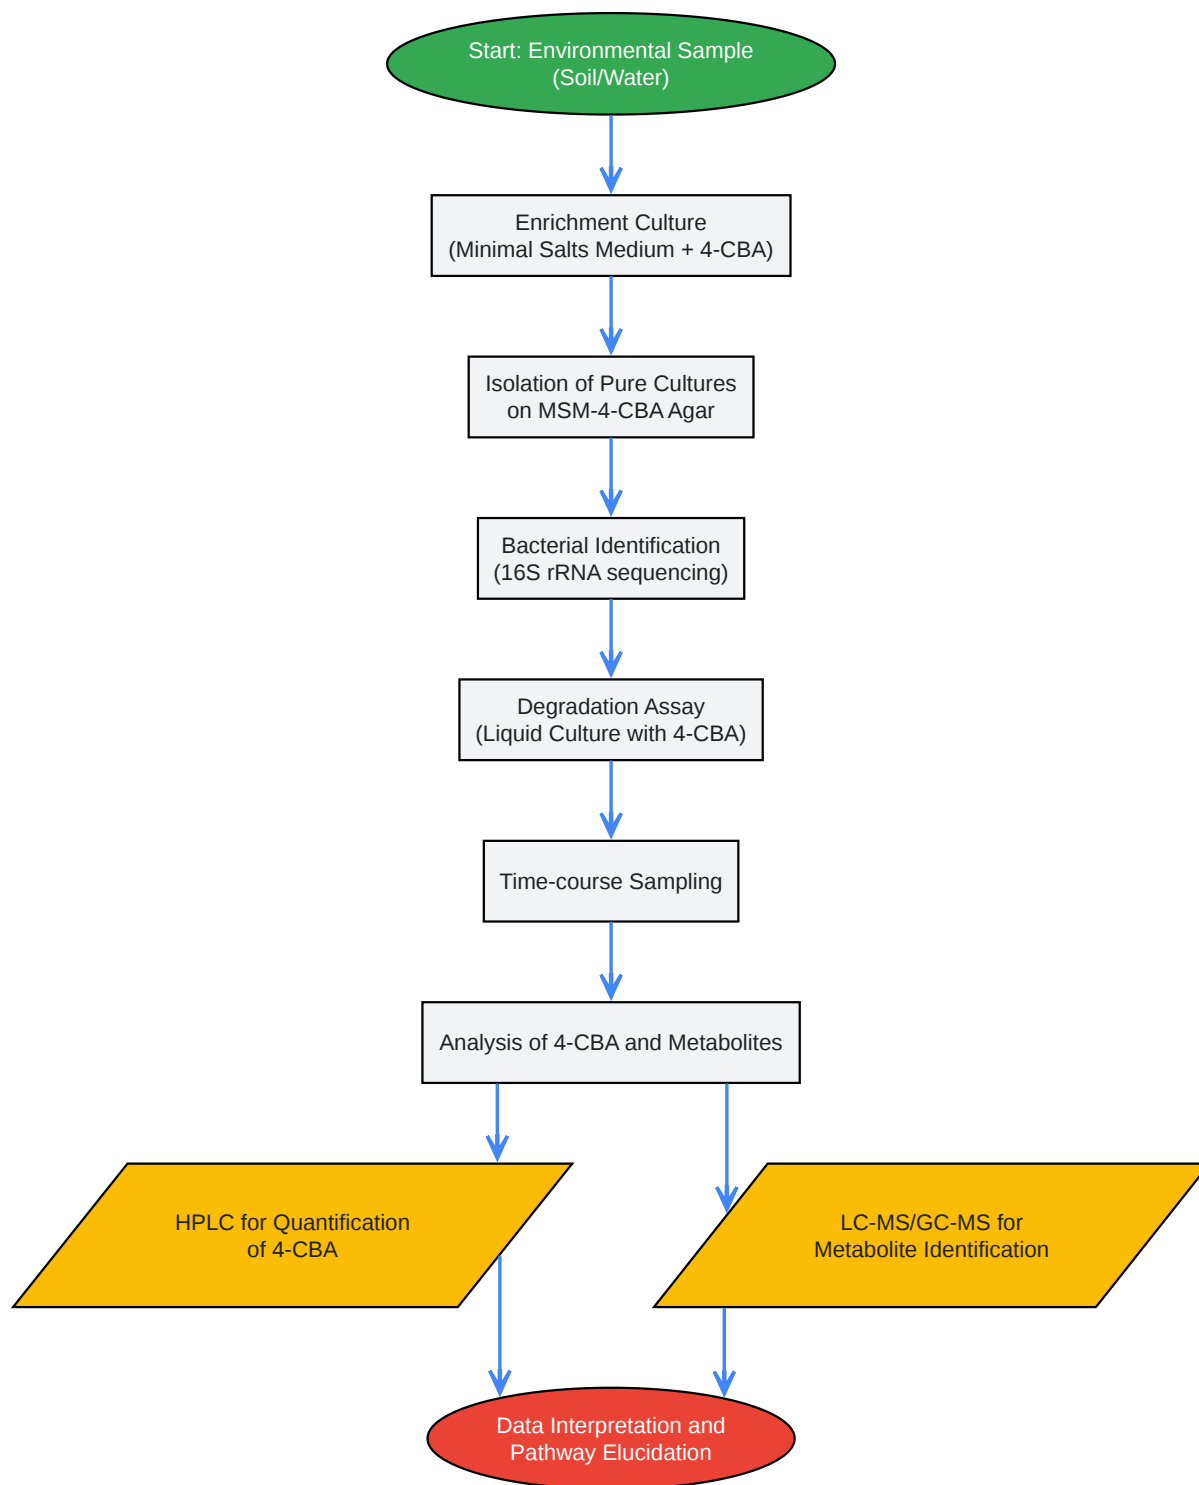 Start: Environmental Sample
(Soil/Water)
Enrichment Culture
(Minimal Salts Medium + 4-CBA)
Isolation of Pure Cultures
on MSM-4-CBA Agar
Bacterial Identification
(16S rRNA sequencing)
Degradation Assay
(Liquid Culture with 4-CBA)
Time-course Sampling
Analysis of 4-CBA and Metabolites
HPLC for Quantification
of 4-CBA
LC-MS/GC-MS for
Metabolite Identification
Data Interpretation and
Pathway Elucidation